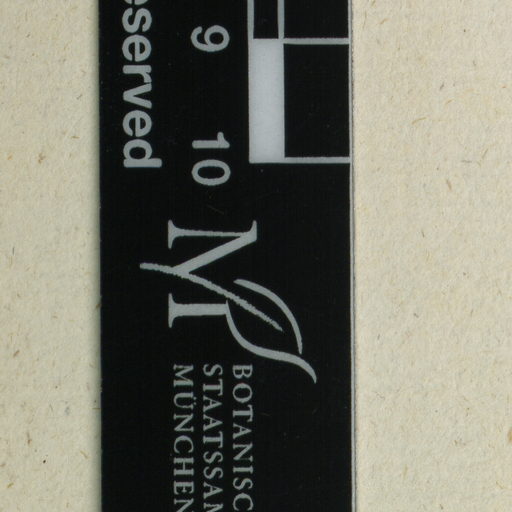 eserved
9 10
M
BOTANISC
STAATSSAM
MÜNCHEN